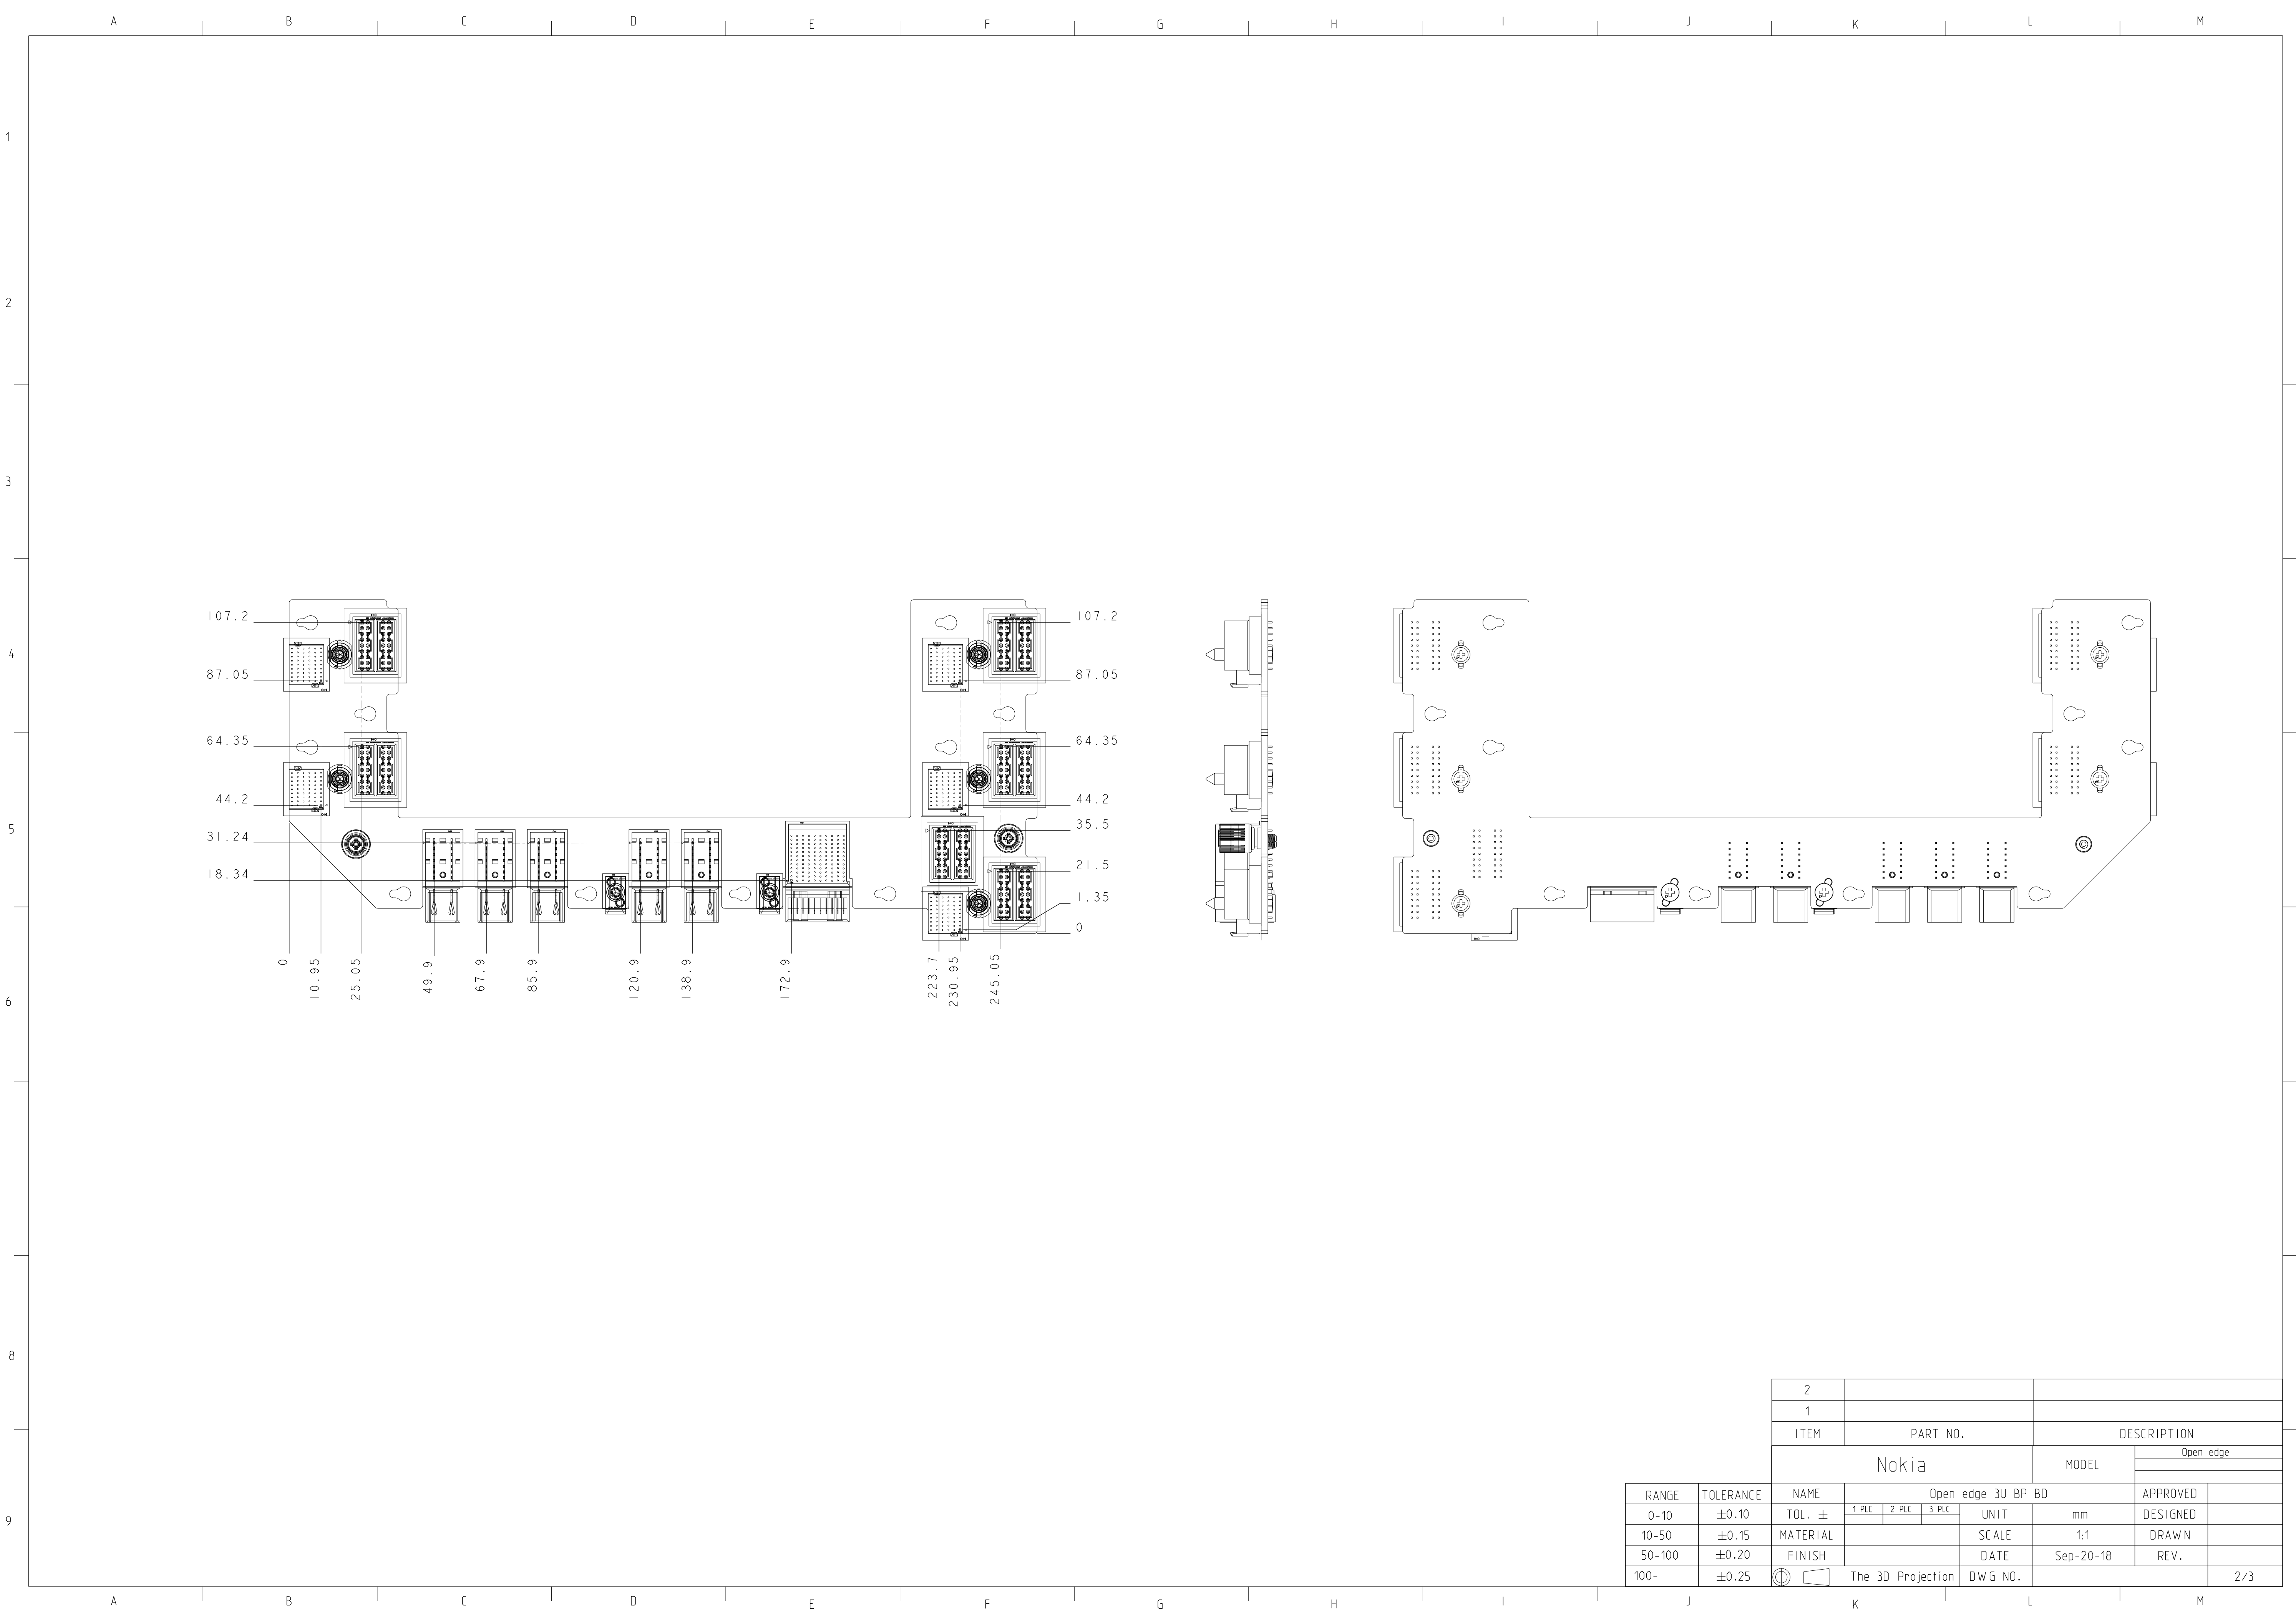 A B C D E F G H I J K L M
1
2
3
4
5
6
8
9
107.2 107.2
87.05 87.05
64.35 64.35
44.2 44.2
35.5
31.24
21.5
18.34
1.35
0
0 10.95 25.05 49.9 67.9 85.9 120.9 138.9 172.9 223.7 230.95 245.05
2
1
ITEM PART NO. DESCRIPTION
Nokia MODEL Open edge
RANGE TOLERANCE NAME Open edge 3U BP BD APPROVED
0-10 ±0.10 TOL. ± 1 PLC 2 PLC 3 PLC UNIT mm DESIGNED
10-50 ±0.15 MATERIAL SCALE 1:1 DRAWN
50-100 ±0.20 FINISH DATE Sep-20-18 REV.
100- ±0.25 The 3D Projection DWG NO. 2/3
A B C D E F G H I J K L M